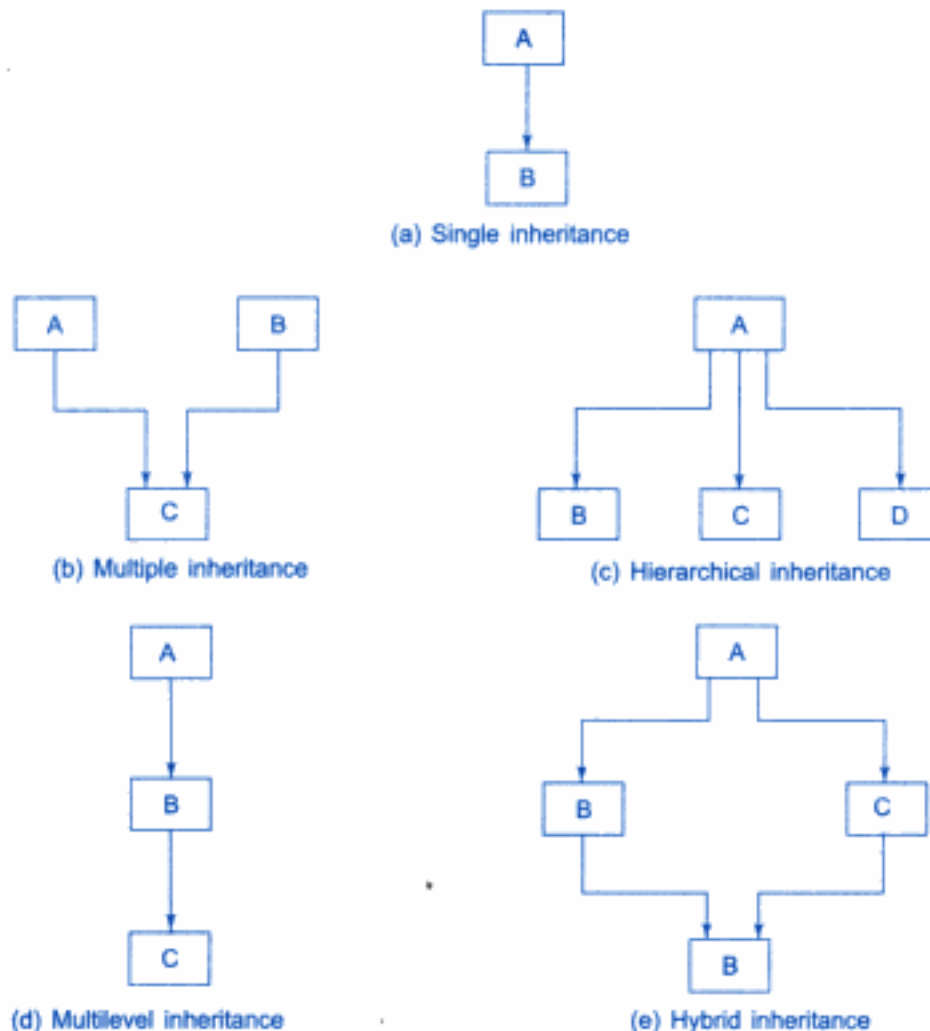 A
B
(a) Single inheritance
A B
C
(b) Multiple inheritance
A
B C D
(c) Hierarchical inheritance
A
B
C
(d) Multilevel inheritance
A
B C
B
(e) Hybrid inheritance